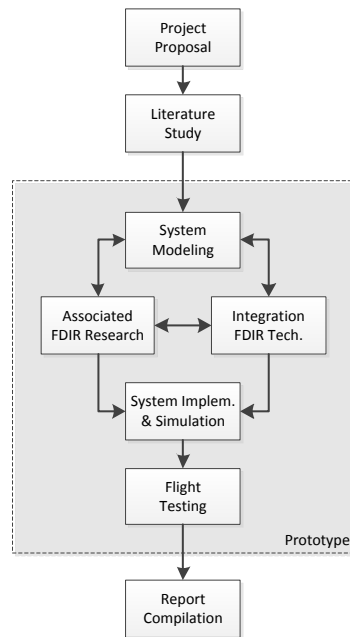 Project
Proposal
Literature
Study
System
Modeling
Associated
FDIR Research
Integration
FDIR Tech.
System Implem.
& Simulation
Flight
Testing
Prototype
Report
Compilation